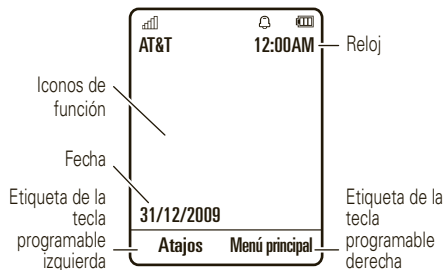 AT&T 12:00AM
Reloj
Iconos de
función
Fecha
31/12/2009
Etiqueta de la
tecla
programable
izquierda
Atajos Menú principal
Etiqueta de la
tecla
programable
derecha